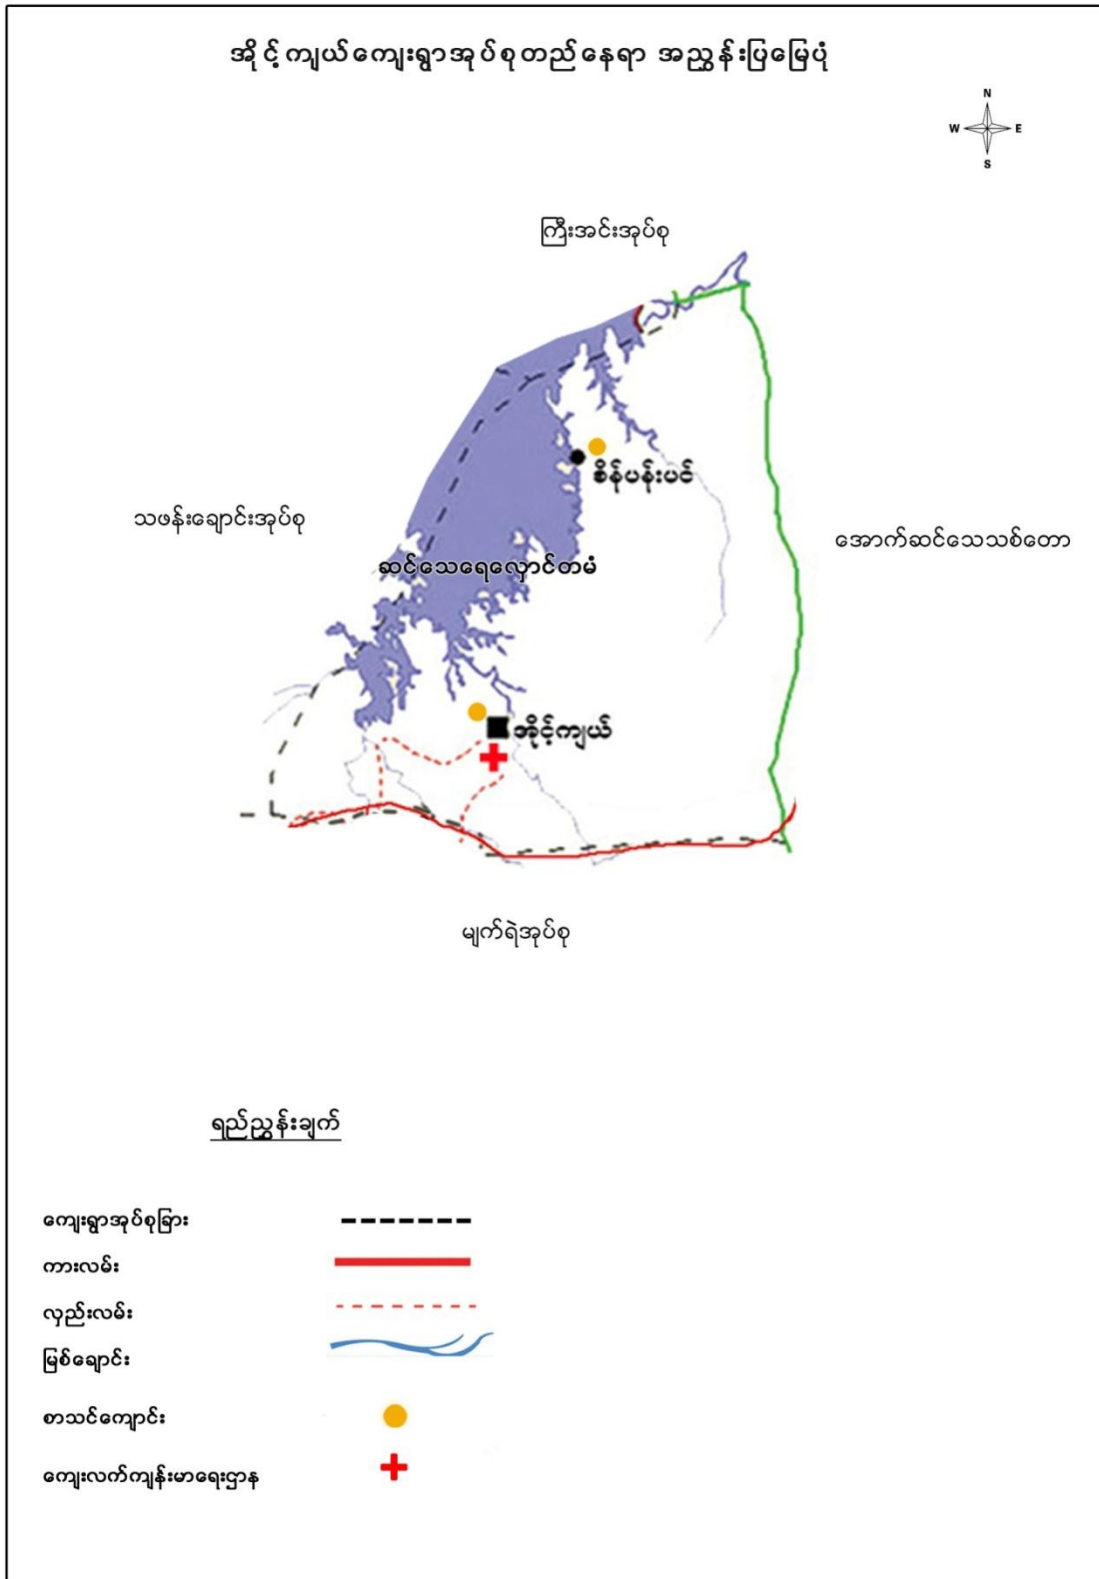 အိုင့်ကျယ်ကျေးရွာအုပ်စုတည်နေရာ အညွှန်းပြမြေပုံ
N
W E
S
ကြီးအင်းအုပ်စု
စိန်ပန်းပင်
သဖန်းချောင်းအုပ်စု
အောက်ဆင်သေသစ်တော
ဆင်သေရေလှောင်တမံ
အိုင့်ကျယ်
မျက်ရဲအုပ်စု
ရည်ညွှန်းချက်
ကျေးရွာအုပ်စုခြား
ကားလမ်း
လှည်းလမ်း
မြစ်ချောင်း
စာသင်ကျောင်း
ကျေးလက်ကျန်းမာရေးဌာန